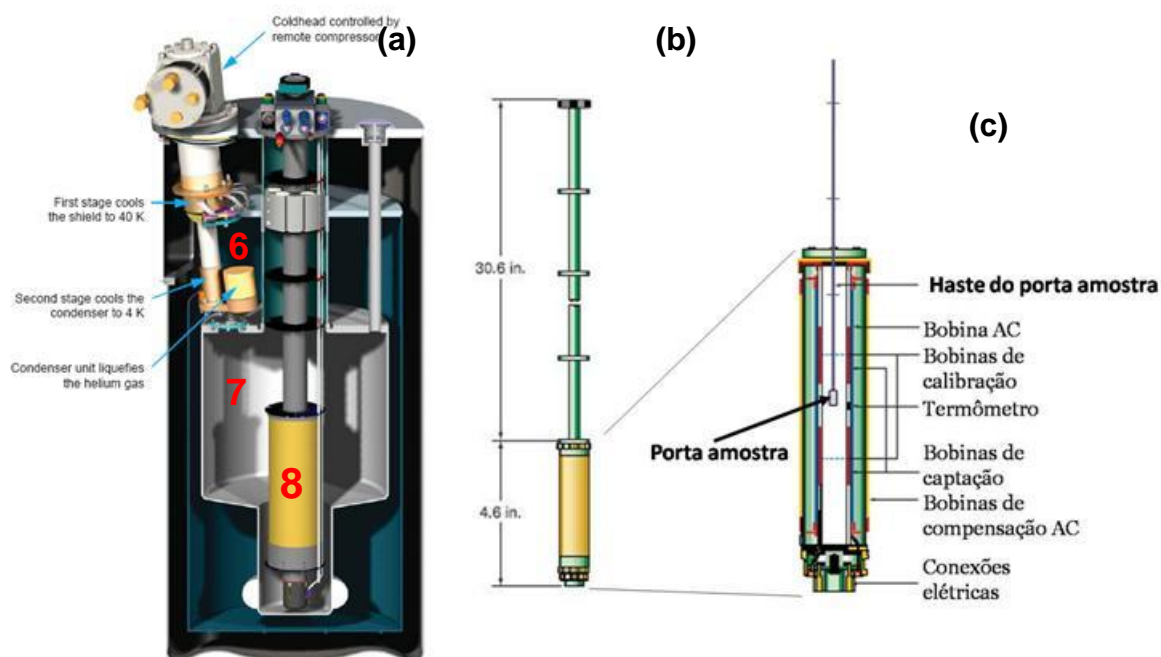 Coldhead controlled by
remote compressor
(a)
First stage cools
the shield to 40 K
6
Second stage cools the
condenser to 4 K
Condenser unit liquefies
the helium gas
7
8
(b)
30.6 in.
4.6 in.
(c)
Haste do porta amostra
Bobina AC
Bobinas de
calibração
Termômetro
Porta amostra
Bobinas de
captação
Bobinas de
compensação AC
Conexões
elétricas